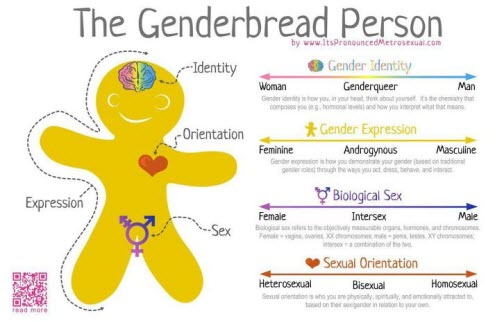 The Genderbread Person
by www.ItsPronouncedMetrosexual.com
Identity
Orientation
Expression
Sex
Gender Identity
Woman Genderqueer Man
Gender identity is how you, in your head, think about yourself. It's the chemistry that
composes you (e.g., hormonal levels) and how you interpret what that means.
Gender Expression
Feminine Androgynous Masculine
Gender expression is how you demonstrate your gender (based on traditional
gender roles) through the ways you act, dress, behave, and interact.
Biological Sex
Female Intersex Male
Biological sex refers to the objectively measurable organs, hormones, and chromosomes.
Female = vagina, ovaries, XX chromosomes; male = penis, testes, XY chromosomes;
intersex = a combination of the two.
Sexual Orientation
Heterosexual Bisexual Homosexual
Sexual orientation is who you are physically, spiritually, and emotionally attracted to,
based on their sex/gender in relation to your own.
read more